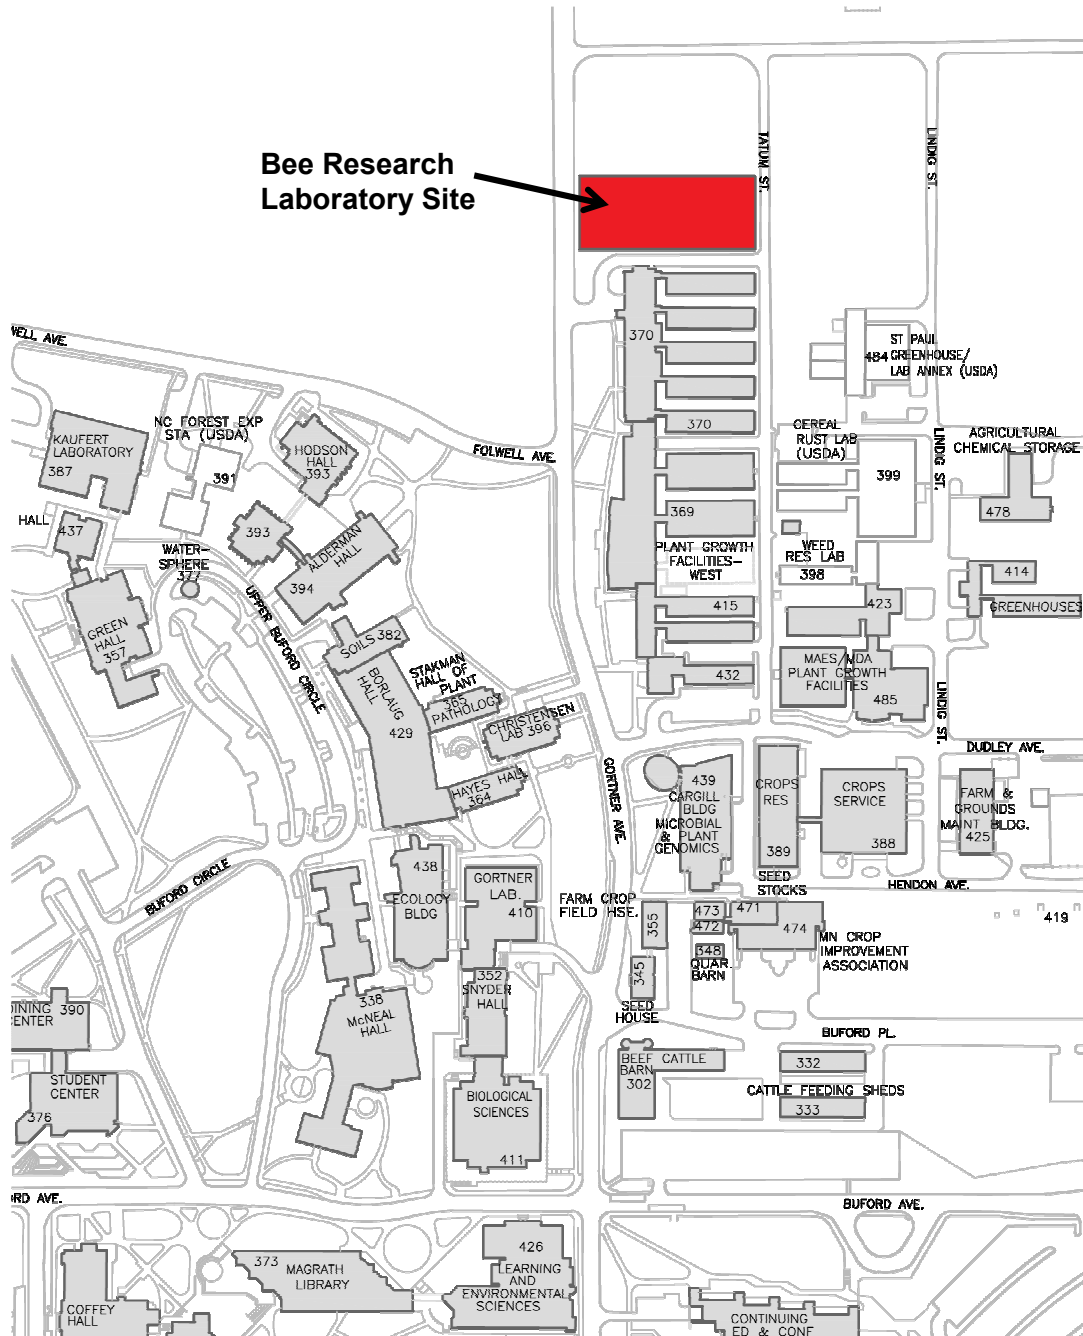 TATUM ST.
LINDIG ST.
Bee Research
Laboratory Site
WELL AVE.
370
484
ST PAUL
GREENHOUSE/
LAB ANNEX (USDA)
NC FOREST EXP
STA (USDA)
KAUFERT
LABORATORY
387
391
HODSON
HALL
393
FOLWELL AVE.
370
CEREAL
RUST LAB
(USDA)
399
LINDIG ST.
AGRICULTURAL
CHEMICAL STORAGE
478
HALL
437
393
ALDERMAN
HALL
394
369
PLANT GROWTH
FACILITIES-
WEST
WATER-
SPHERE
377
WEED
RES LAB
398
414
GREENHOUSES
UPPER BUFORD CIRCLE
GREEN
HALL
357
415
423
SOILS 382
BORLAUG
HALL
429
STAKMAN
HALL OF
PLANT
365
PATHOLOGY
CHRISTENSEN
LAB 396
432
MAES/MDA
PLANT GROWTH
FACILITIES
485
LINDIG ST.
DUDLEY AVE.
HAYES HALL
364
GORTNER AVE.
439
CARGILL
BLDG
MICROBIAL
& PLANT
GENOMICS
CROPS
RES
389
SEED
STOCKS
CROPS
SERVICE
388
FARM &
GROUNDS
MAINT BLDG.
425
BUFORD CIRCLE
438
ECOLOGY
BLDG
GORTNER
LAB.
410
FARM CROP
FIELD HSE.
355
473
472
471
474
HENDON AVE.
419
MN CROP
IMPROVEMENT
ASSOCIATION
348
QUAR.
BARN
345
SEED
HOUSE
352
SNYDER
HALL
338
McNEAL
HALL
DINING
CENTER
390
BUFORD PL.
STUDENT
CENTER
376
BEEF CATTLE
BARN
302
332
CATTLE FEEDING SHEDS
333
BIOLOGICAL
SCIENCES
411
RD AVE.
BUFORD AVE.
373
MAGRATH
LIBRARY
426
LEARNING
AND
ENVIRONMENTAL
SCIENCES
COFFEY
HALL
CONTINUING
ED & CONF